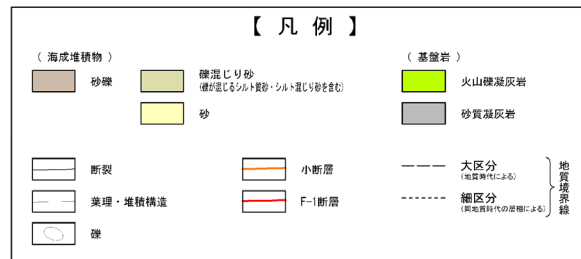 【 凡 例 】
( 海成堆積物 )
( 基盤岩 )
砂礫
礫混じり砂
(礫が混じるシルト質砂・シルト混じり砂を含む)
火山礫凝灰岩
砂
砂質凝灰岩
断裂
小断層
大区分
(地質時代による)
葉理・堆積構造
F-1断層
細区分
(同地質時代の層相による)
礫
地質境界線